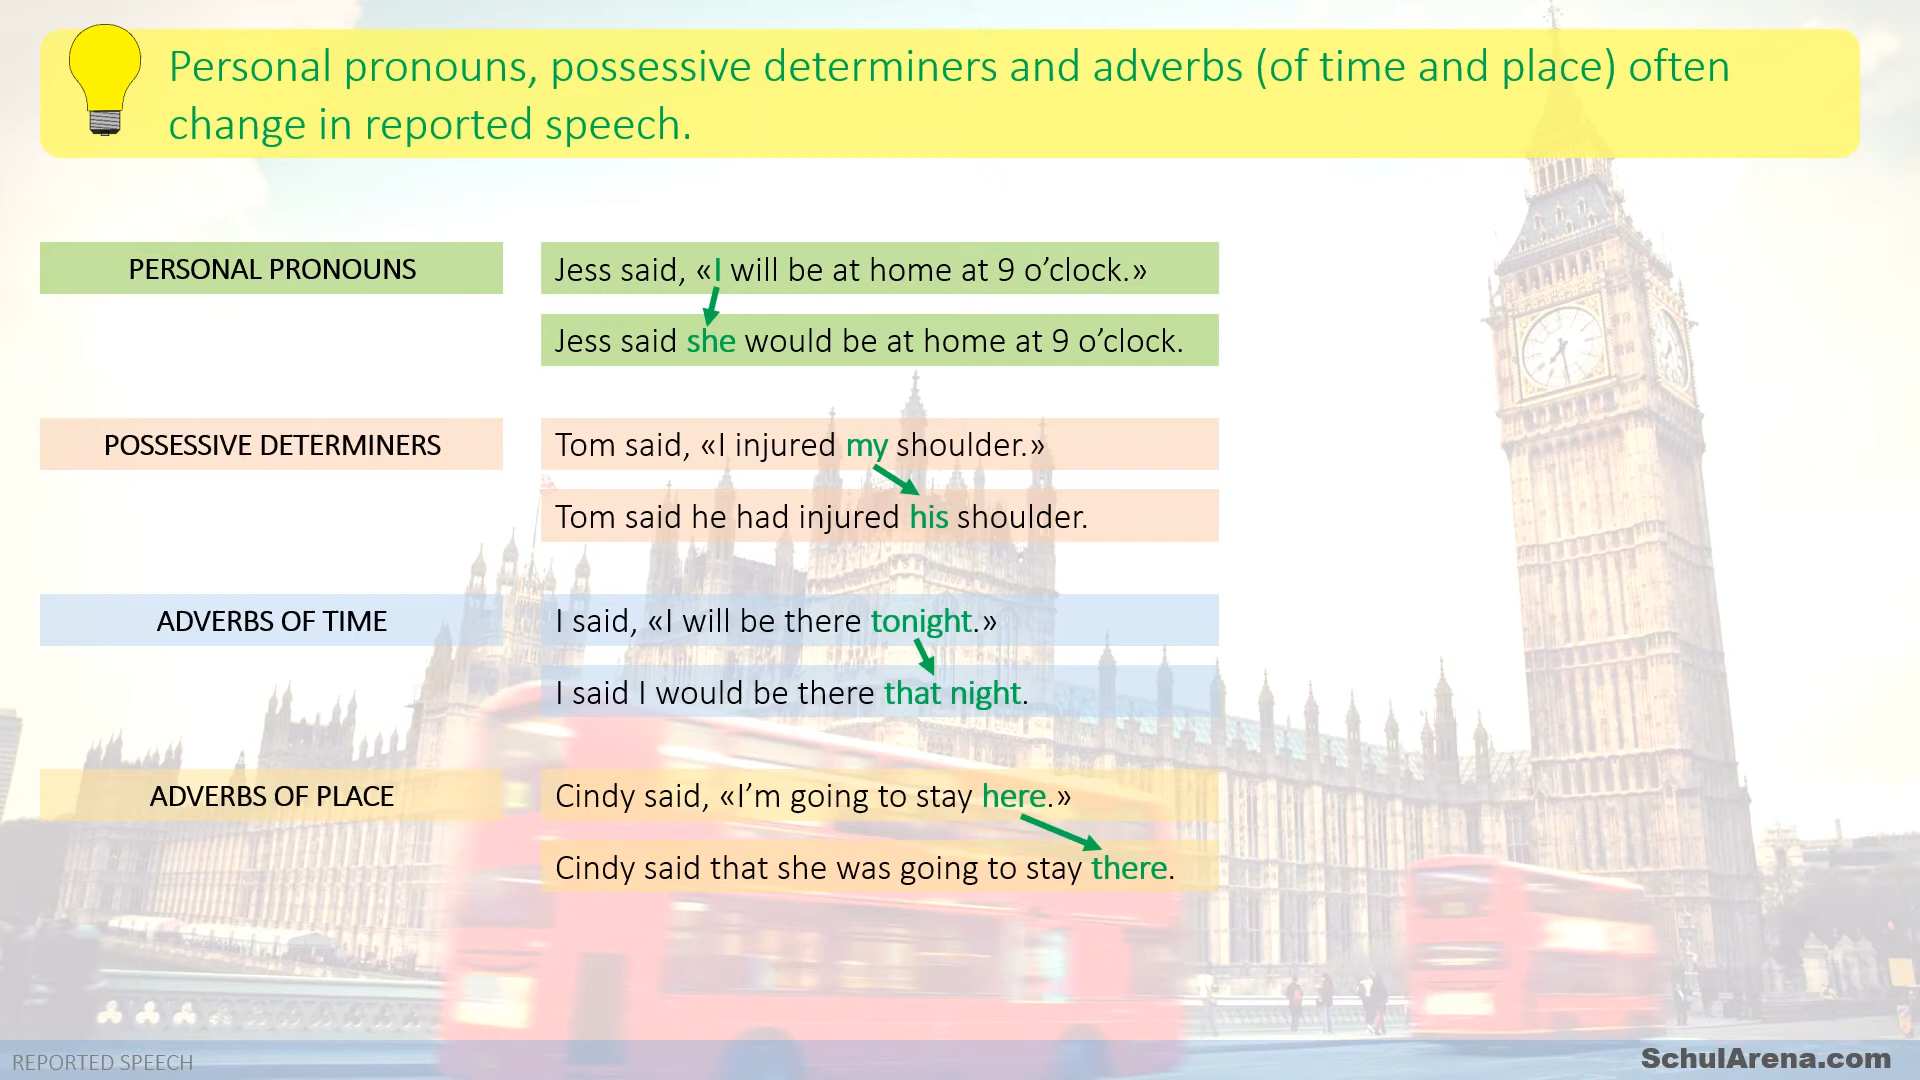 Personal pronouns, possessive determiners and adverbs (of time and place) often
change in reported speech.
PERSONAL PRONOUNS
Jess said, «I will be at home at 9 o’clock.»
Jess said she would be at home at 9 o’clock.
POSSESSIVE DETERMINERS
Tom said, «I injured my shoulder.»
Tom said he had injured his shoulder.
ADVERBS OF TIME
I said, «I will be there tonight.»
I said I would be there that night.
ADVERBS OF PLACE
Cindy said, «I’m going to stay here.»
Cindy said that she was going to stay there.
REPORTED SPEECH
SchulArena.com